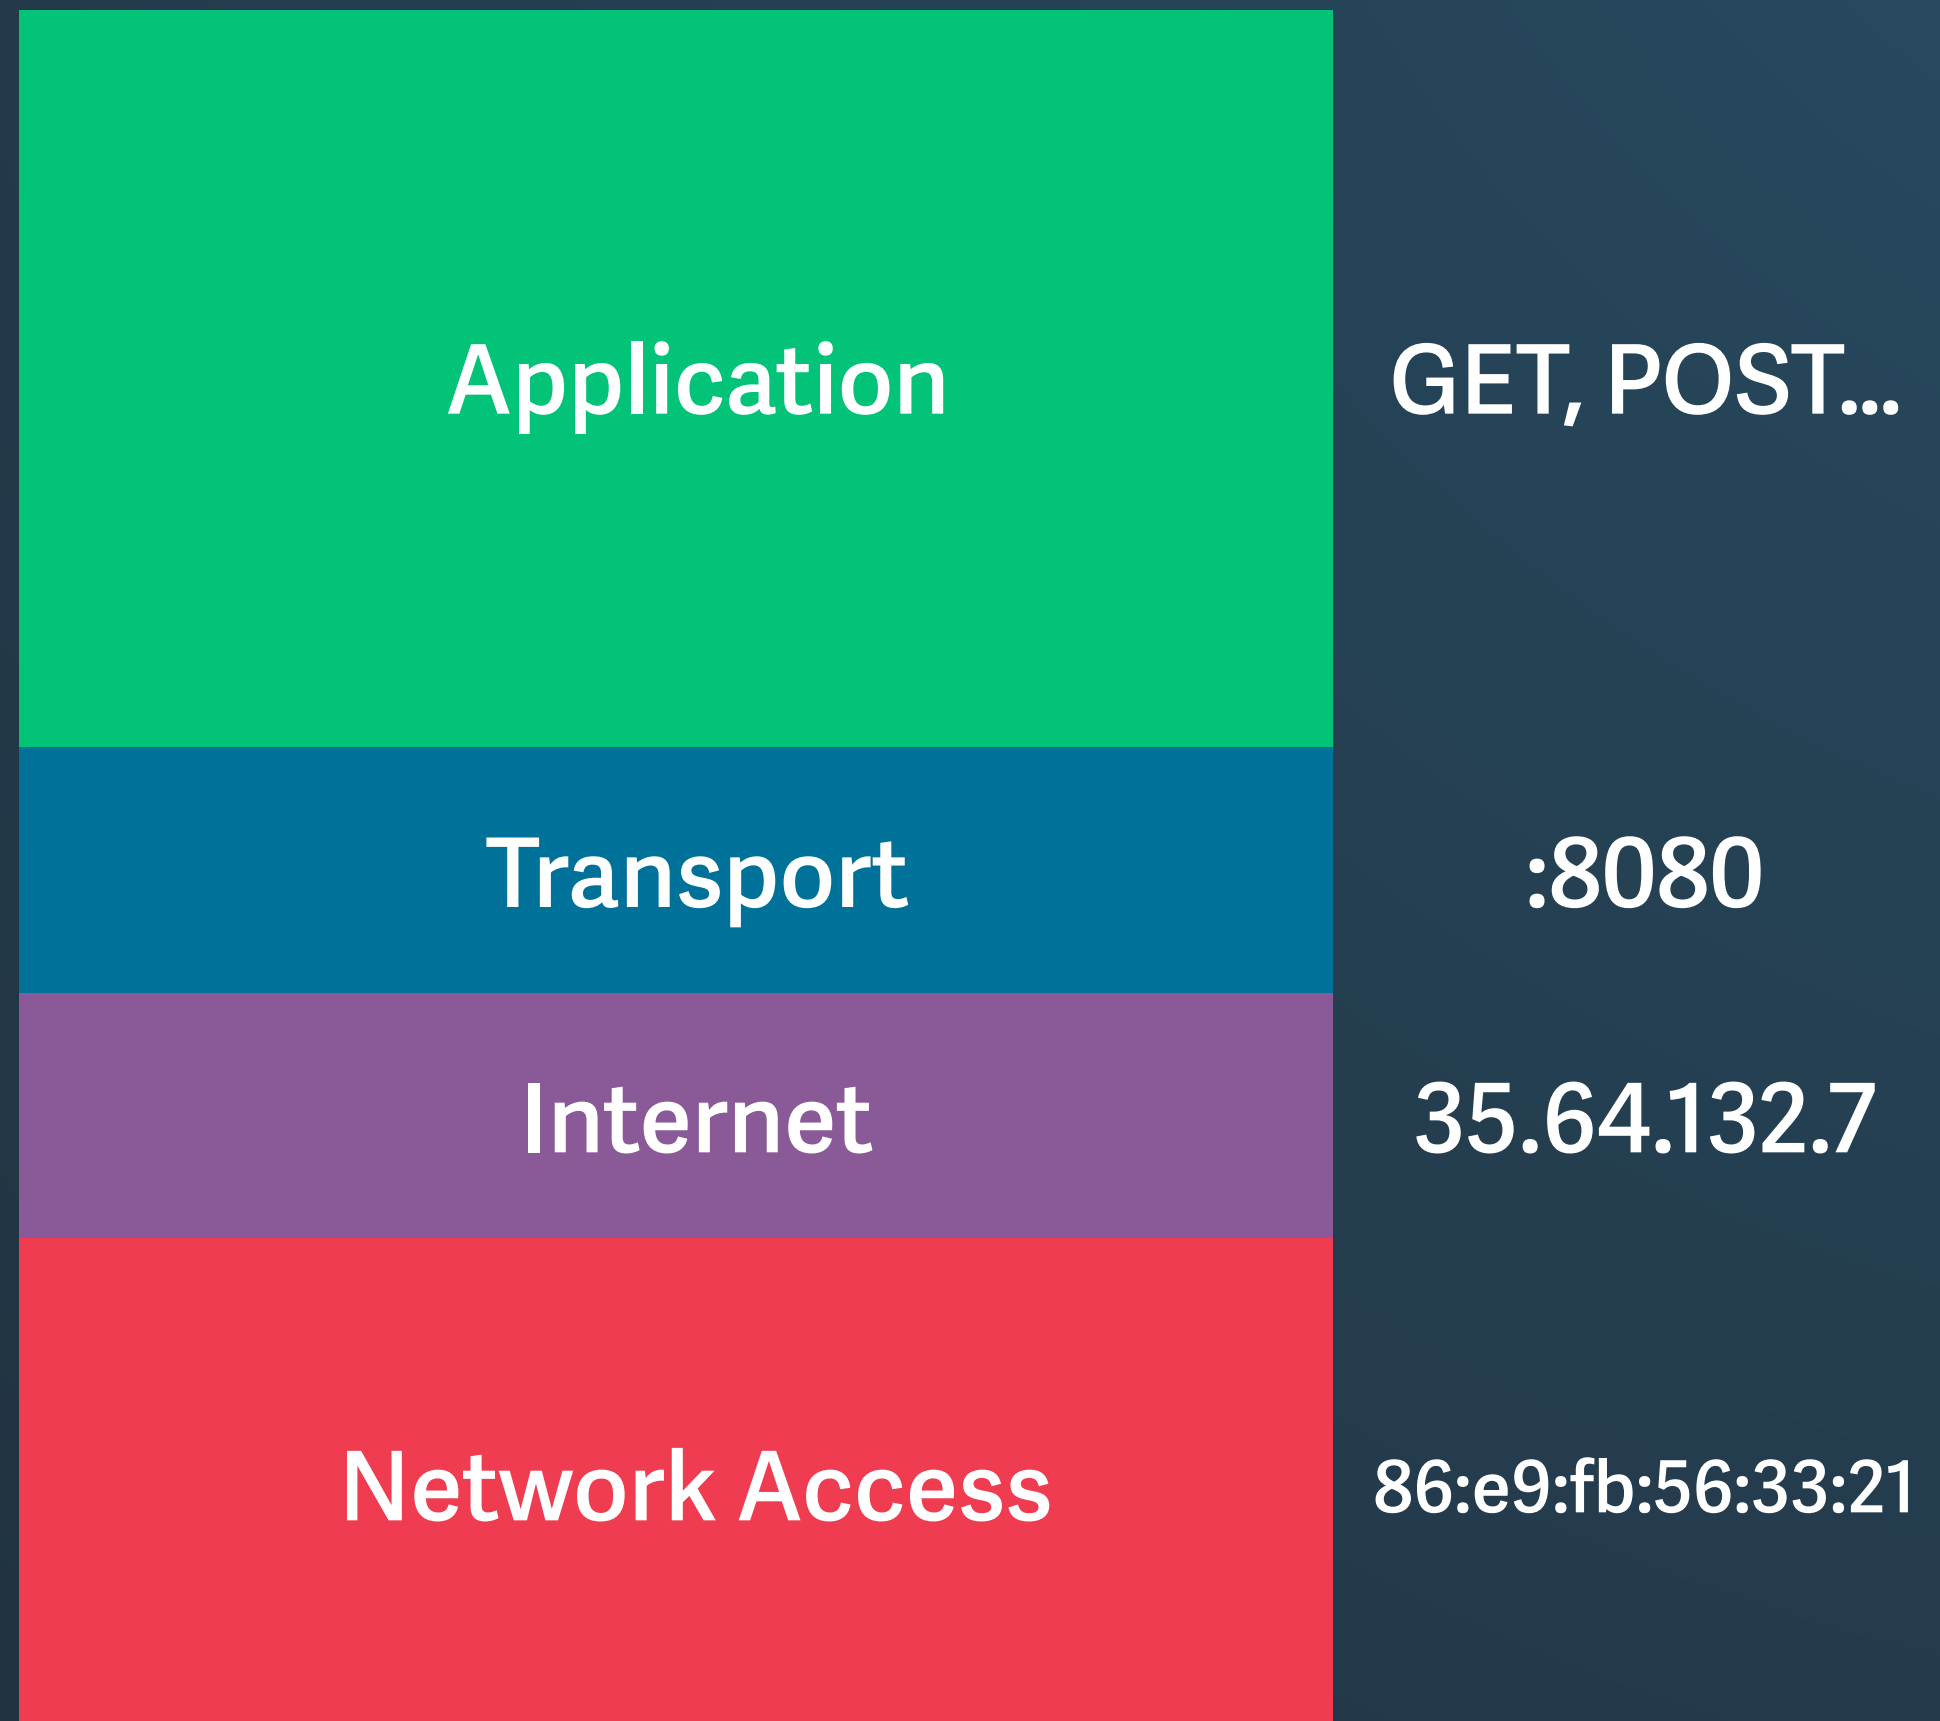 Application
GET, POST...
Transport
:8080
Internet
35.64.132.7
Network Access
86:e9:fb:56:33:21